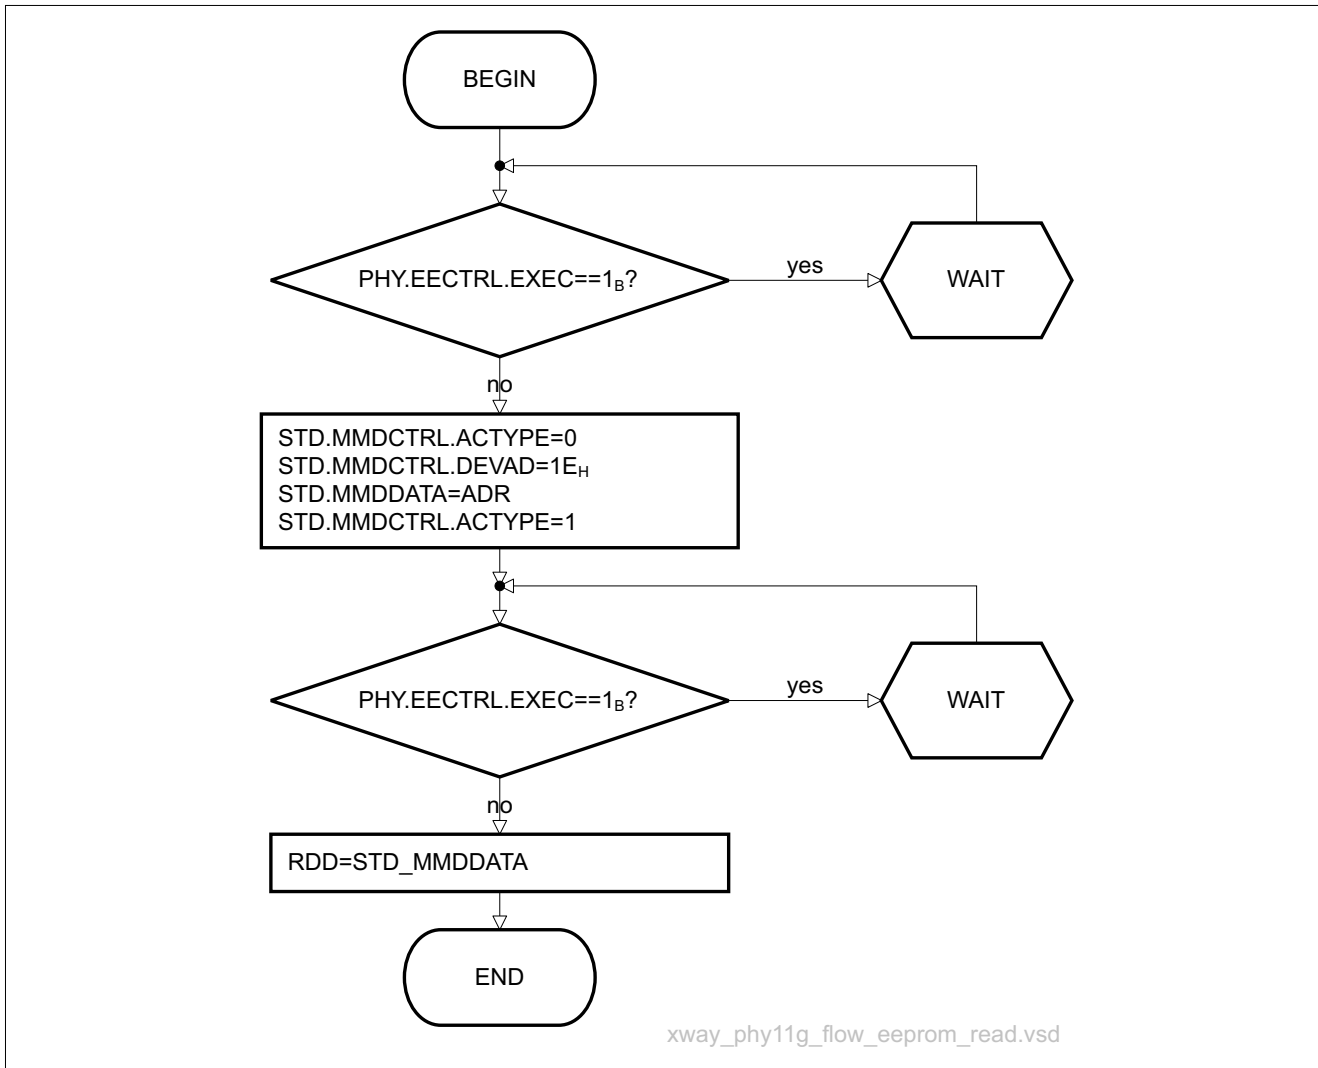 BEGIN
PHY.EECTRL.EXEC==1B?
yes
WAIT
no
STD.MMDCTRL.ACTYPE=0
STD.MMDCTRL.DEVAD=1EH
STD.MMDDATA=ADR
STD.MMDCTRL.ACTYPE=1
PHY.EECTRL.EXEC==1B?
yes
WAIT
no
RDD=STD_MMDDATA
END
xway_phy11g_flow_eeprom_read.vsd